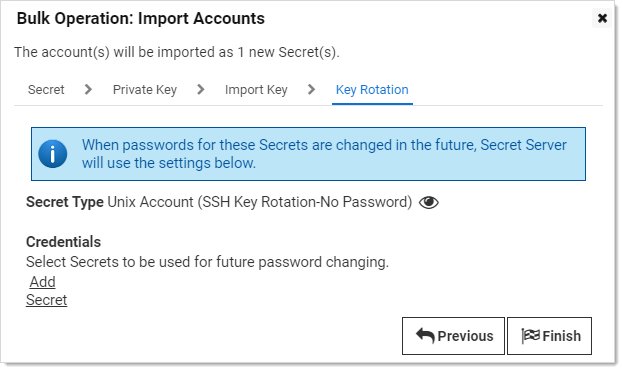 Bulk Operation: Import Accounts
The account(s) will be imported as 1 new Secret(s).
Secret > Private Key > Import Key > Key Rotation
When passwords for these Secrets are changed in the future, Secret Server
will use the settings below.
Secret Type Unix Account (SSH Key Rotation-No Password)
Credentials
Select Secrets to be used for future password changing.
Add
Secret
Previous Finish